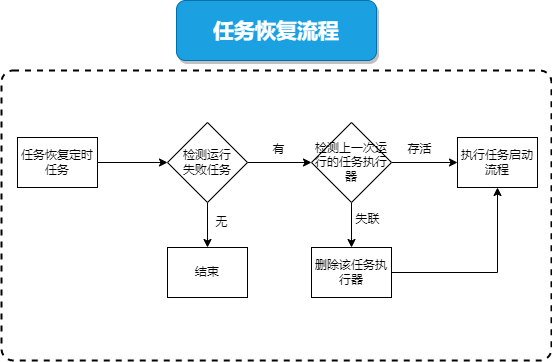 任务恢复流程
任务恢复定时
任务
检测运行
失败任务
有
检测上一次运
行的任务执行
器
存活
执行任务启动
流程
无
失联
结束
删除该任务执
行器